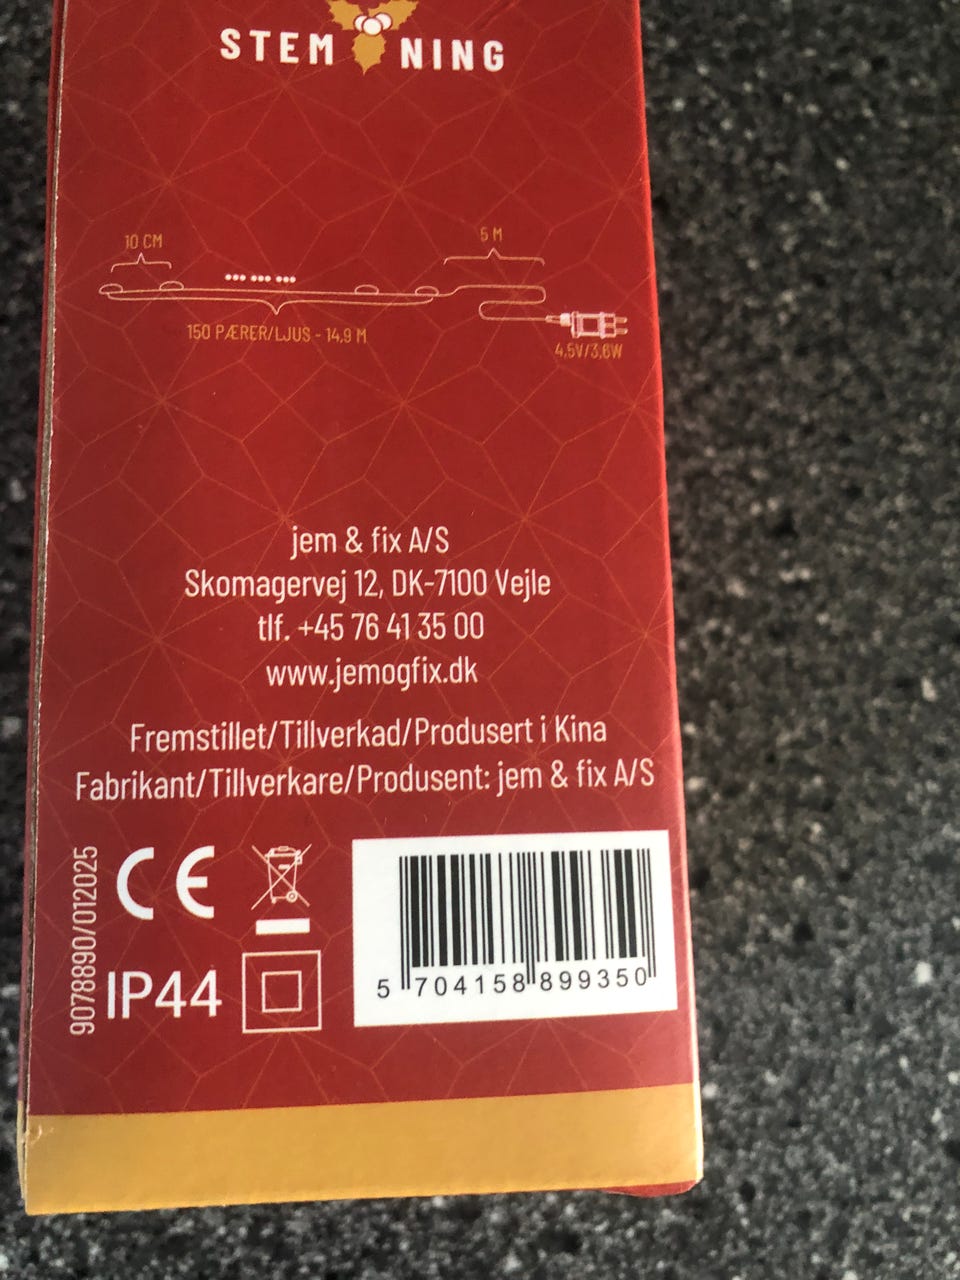 STEMNING
10 CM
5 M
150 PÆRER/LJUS - 14,9 M
4,5V/3,6W
jem & fix A/S
Skomagervej 12, DK-7100 Vejle
tlf. +45 76 41 35 00
www.jemogfix.dk
Fremstillet/Tillverkad/Produsert i Kina
Fabrikant/Tillverkare/Produsent: jem & fix A/S
9078890/012025
CE
IP44
5 704158 899350